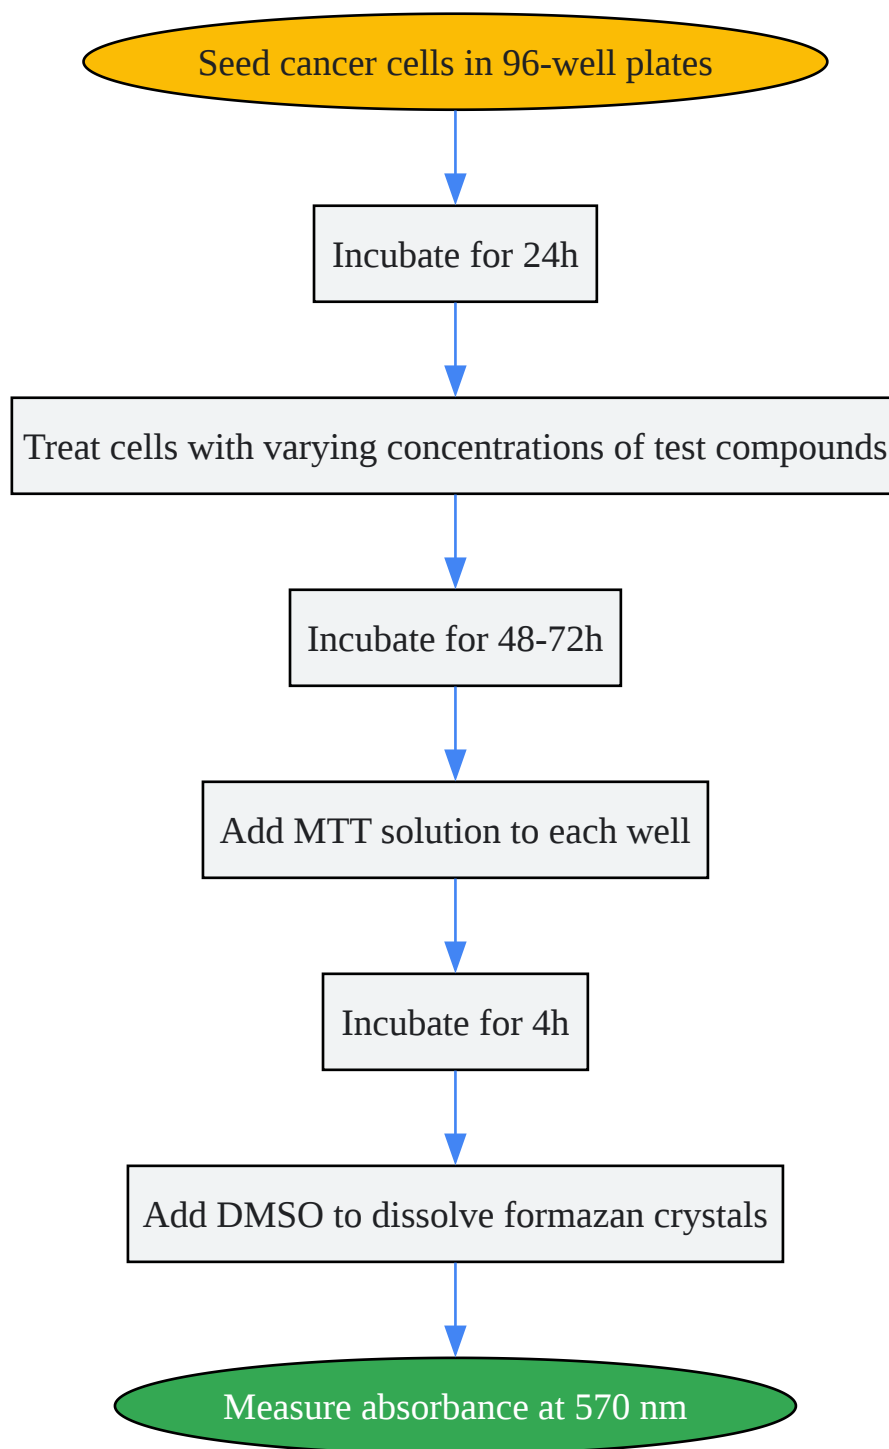 Seed cancer cells in 96-well plates
Incubate for 24h
Treat cells with varying concentrations of test compounds
Incubate for 48-72h
Add MTT solution to each well
Incubate for 4h
Add DMSO to dissolve formazan crystals
Measure absorbance at 570 nm